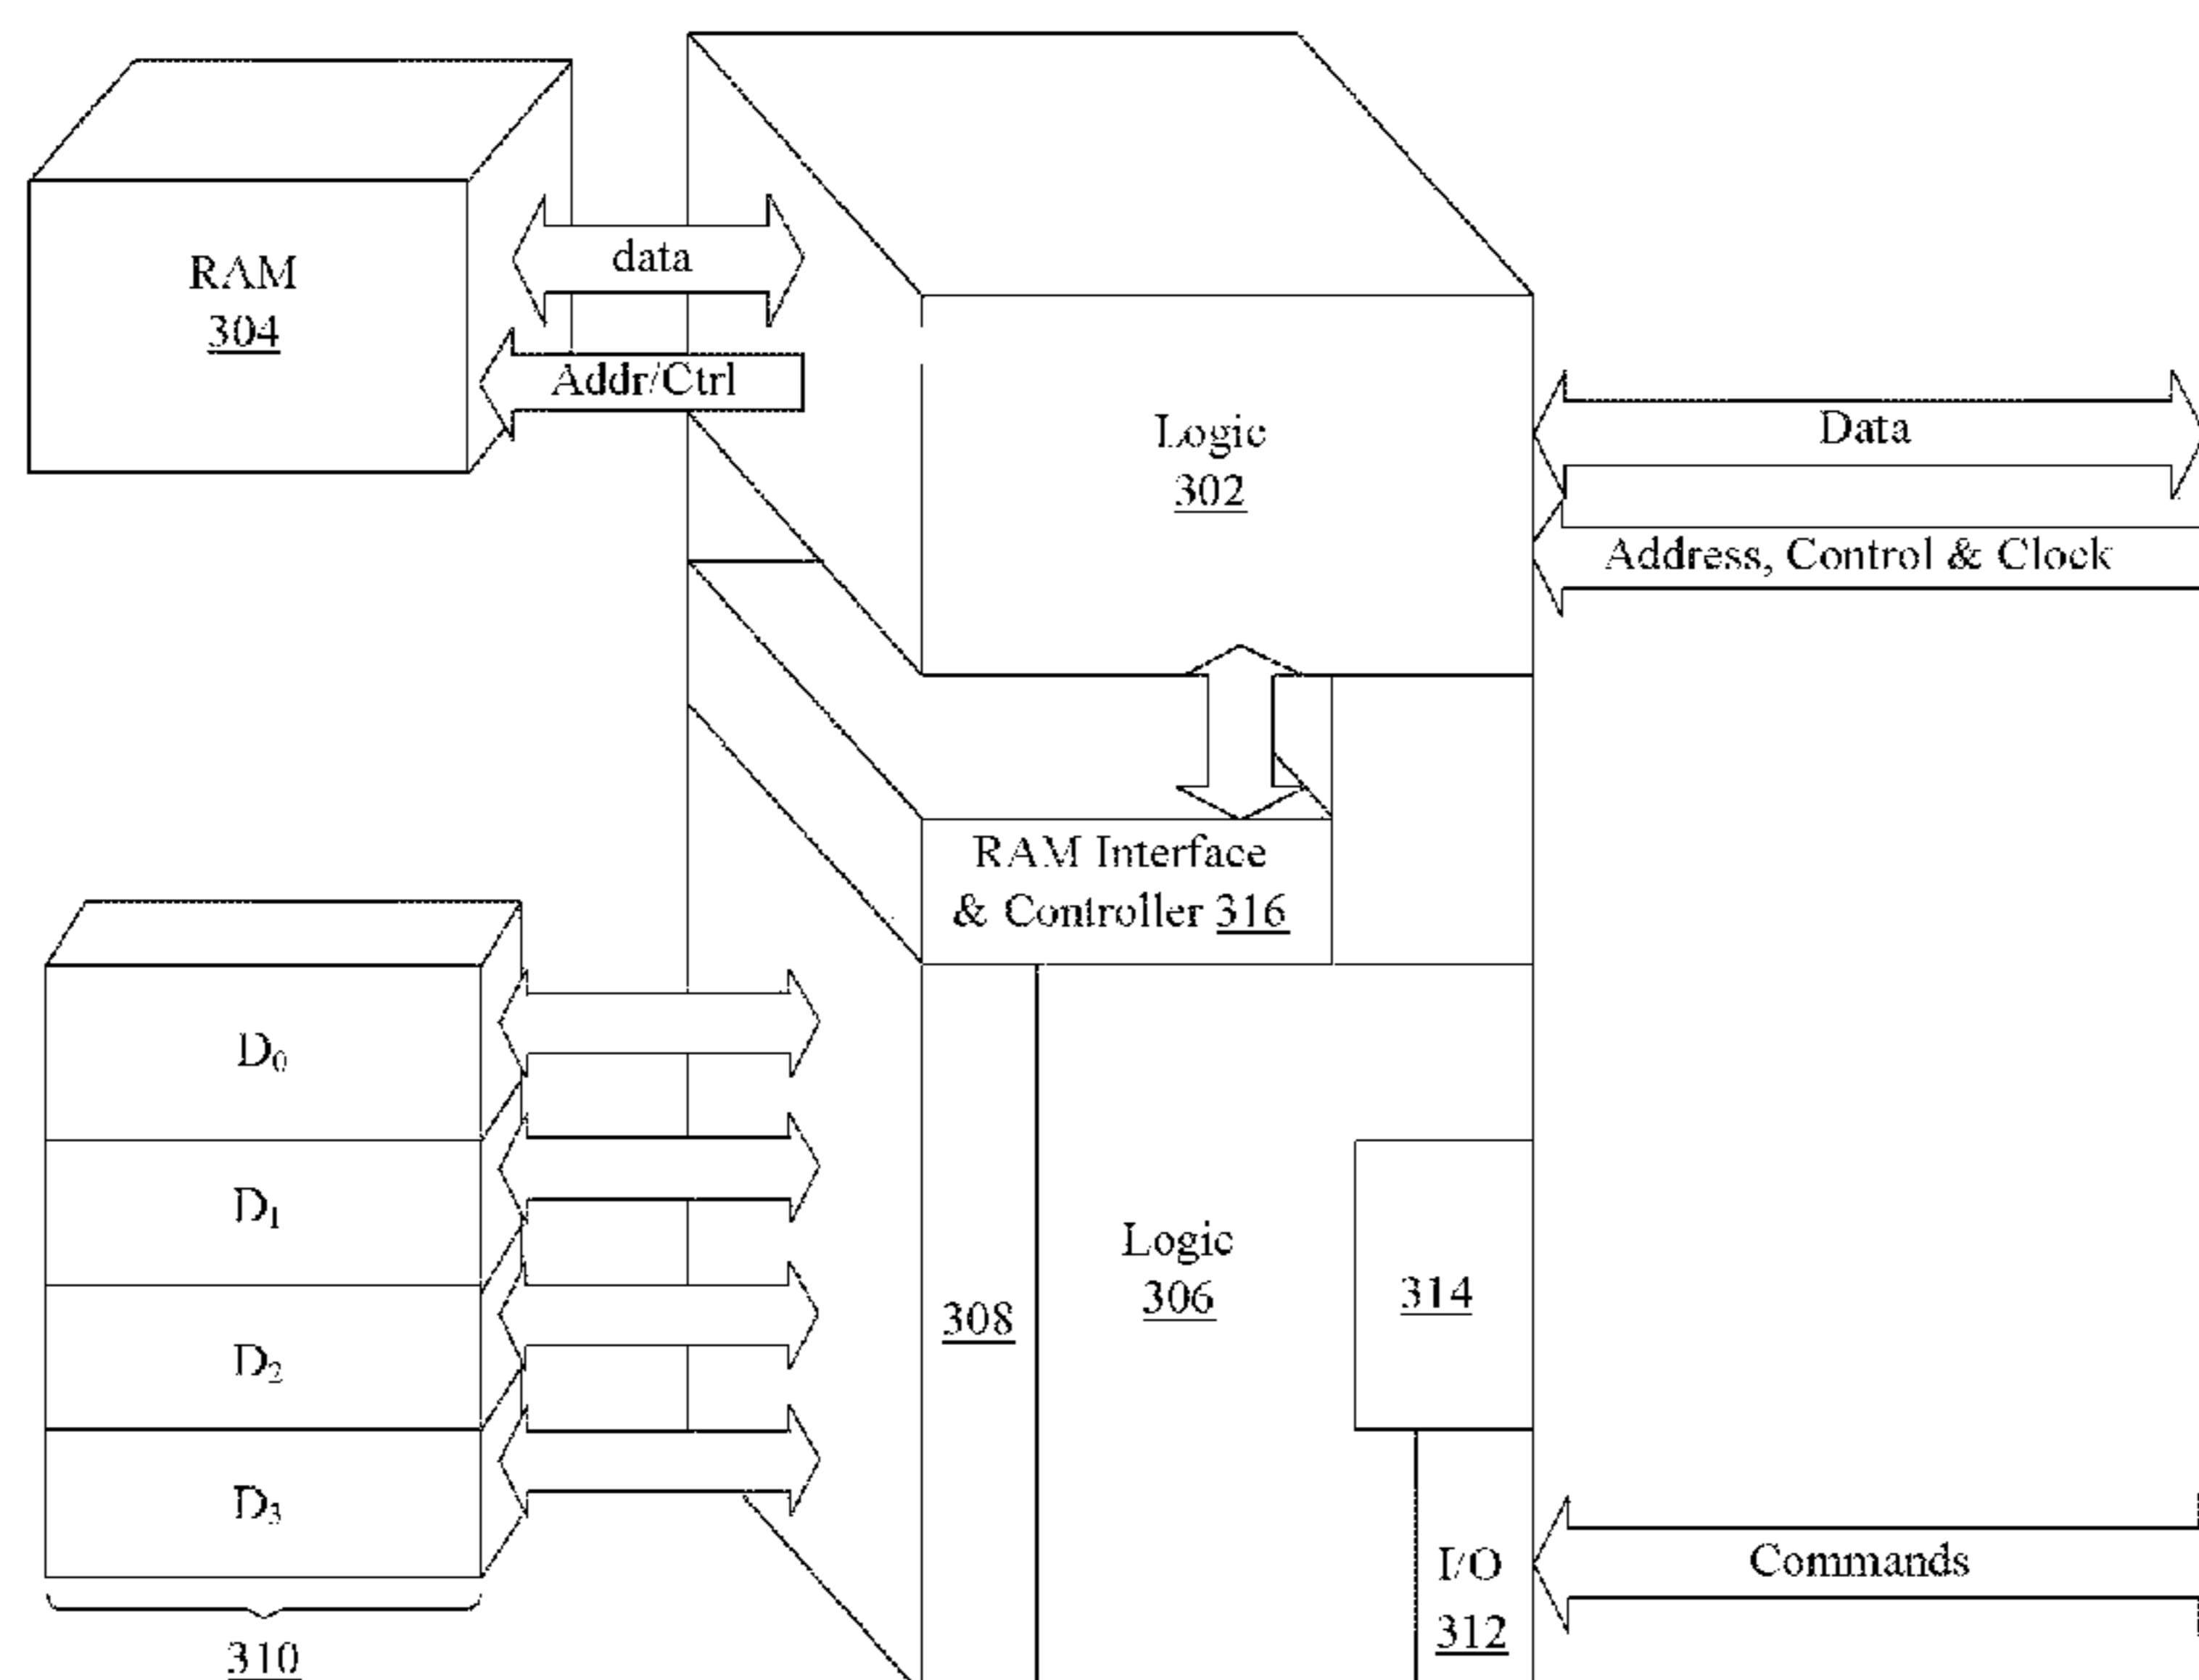 RAM
304
data
Addr/Ctrl
Logic
302
Data
Address, Control & Clock
RAM Interface
& Controller 316
D₀
D₁
D₂
D₃
310
308
Logic
306
314
I/O
312
Commands